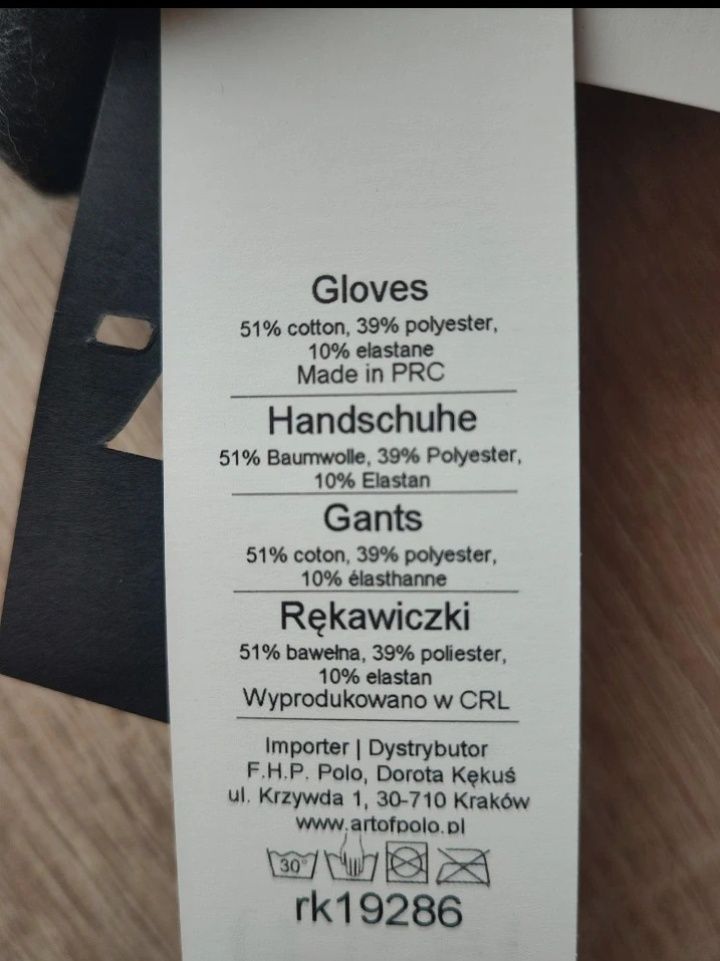 Gloves
51% cotton, 39% polyester,
10% elastane
Made in PRC
Handschuhe
51% Baumwolle, 39% Polyester,
10% Elastan
Gants
51% coton, 39% polyester,
10% élasthanne
Rękawiczki
51% bawełna, 39% poliester,
10% elastan
Wyprodukowano w CRL
Importer | Dystrybutor
F.H.P. Polo, Dorota Kękuś
ul. Krzywda 1, 30-710 Kraków
www.artofpolo.pl
30°
rk19286